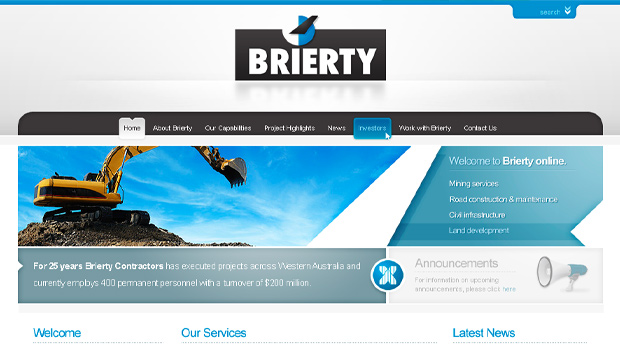 search
BRIERTY
Home About Brierty Our Capabilities Project Highlights News Investors Work with Brierty Contact Us
Welcome to Brierty online.
Mining services
Road construction & maintenance
Civil infrastructure
Land development
For 25 years Brierty Contractors has executed projects across Western Australia and
currently employs 400 permanent personnel with a turnover of $200 million.
Announcements
For information on upcoming
announcements, please click here
Welcome
Our Services
Latest News